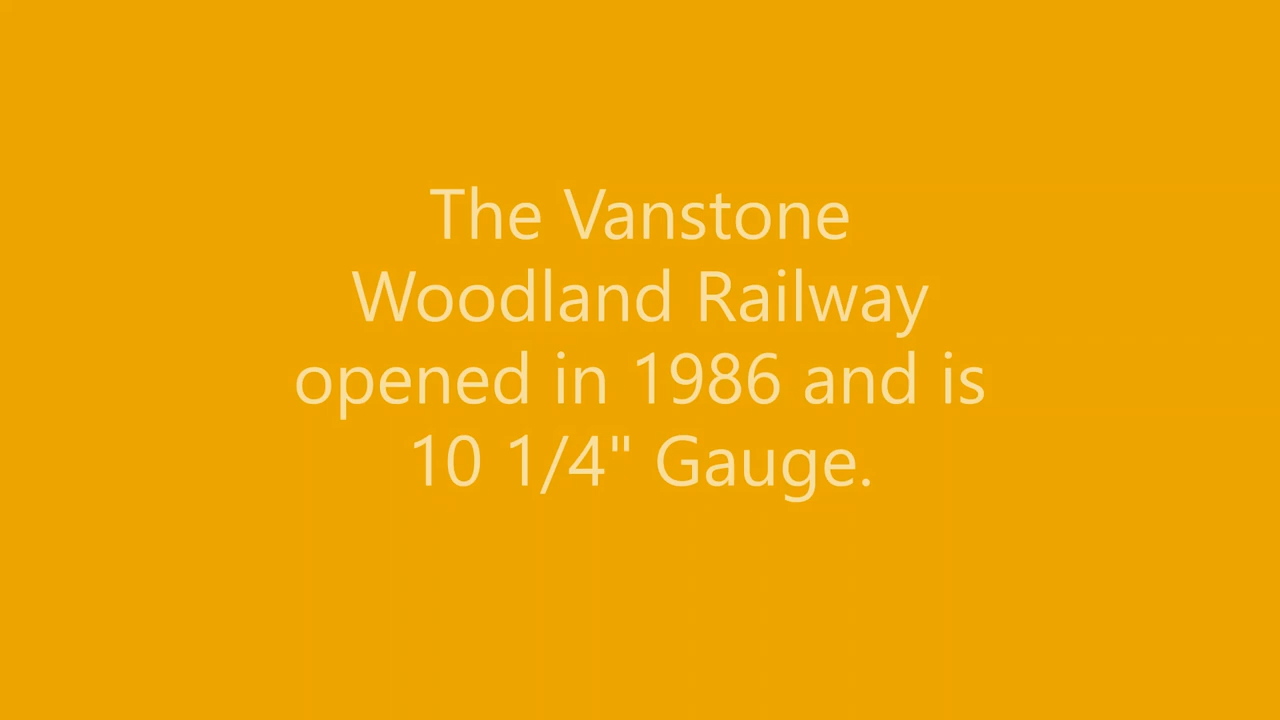 The Vanstone
Woodland Railway
opened in 1986 and is
10 1/4" Gauge.